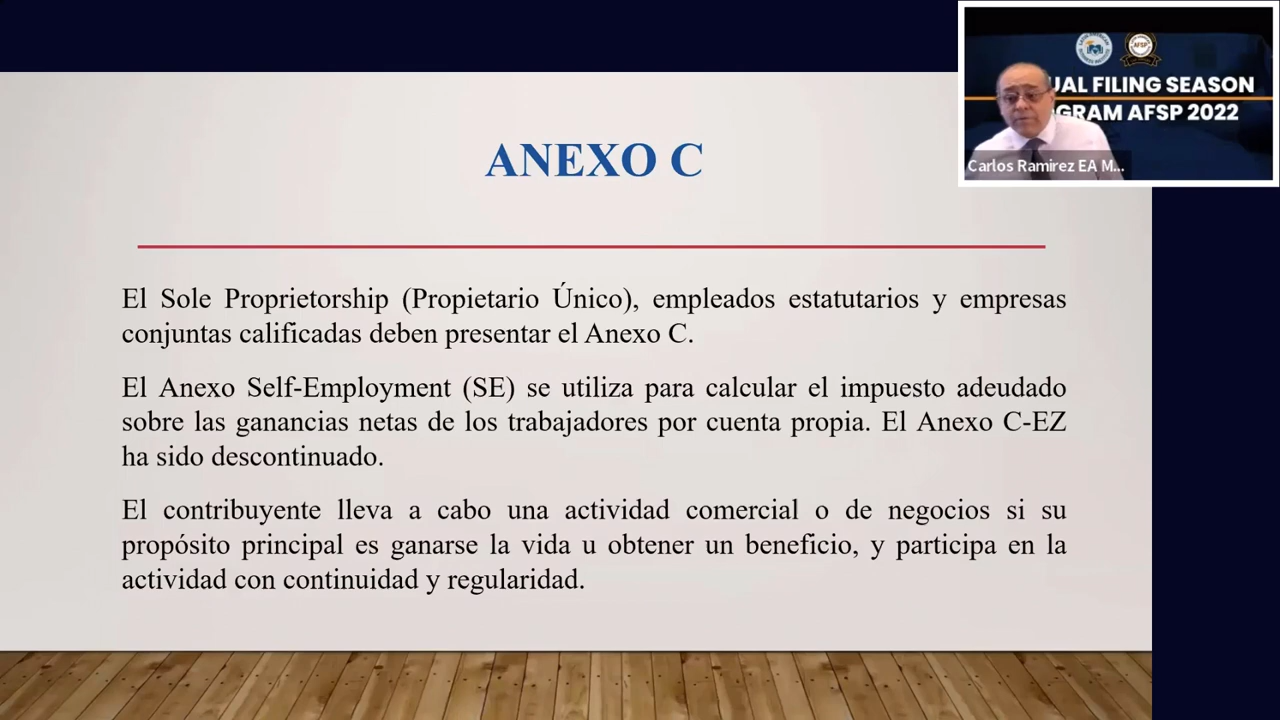 AFSP
UAL FILING SEASON
GRAM AFSP 2022
Carlos Ramirez EA M...
ANEXO C
El Sole Proprietorship (Propietario Único), empleados estatutarios y empresas
conjuntas calificadas deben presentar el Anexo C.
El Anexo Self-Employment (SE) se utiliza para calcular el impuesto adeudado
sobre las ganancias netas de los trabajadores por cuenta propia. El Anexo C-EZ
ha sido descontinuado.
El contribuyente lleva a cabo una actividad comercial o de negocios si su
propósito principal es ganarse la vida u obtener un beneficio, y participa en la
actividad con continuidad y regularidad.